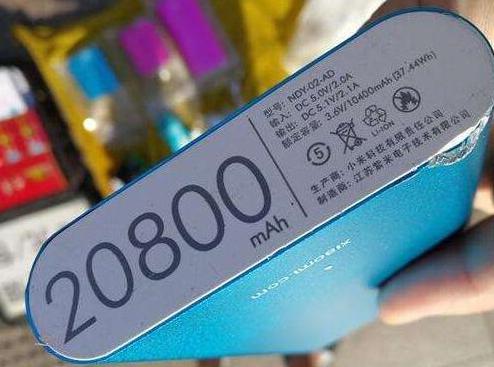 20800
mAh
型号: NDY-02-AD
输入: DC 5.0V/2.0A
输出: DC 5.1V/2.1A
额定容量: 3.6V/10400mAh (37.44Wh)
5
Li-ION
生产商: 小米科技有限责任公司
制造商: 江苏紫米电子技术有限公司
xiaomi.com